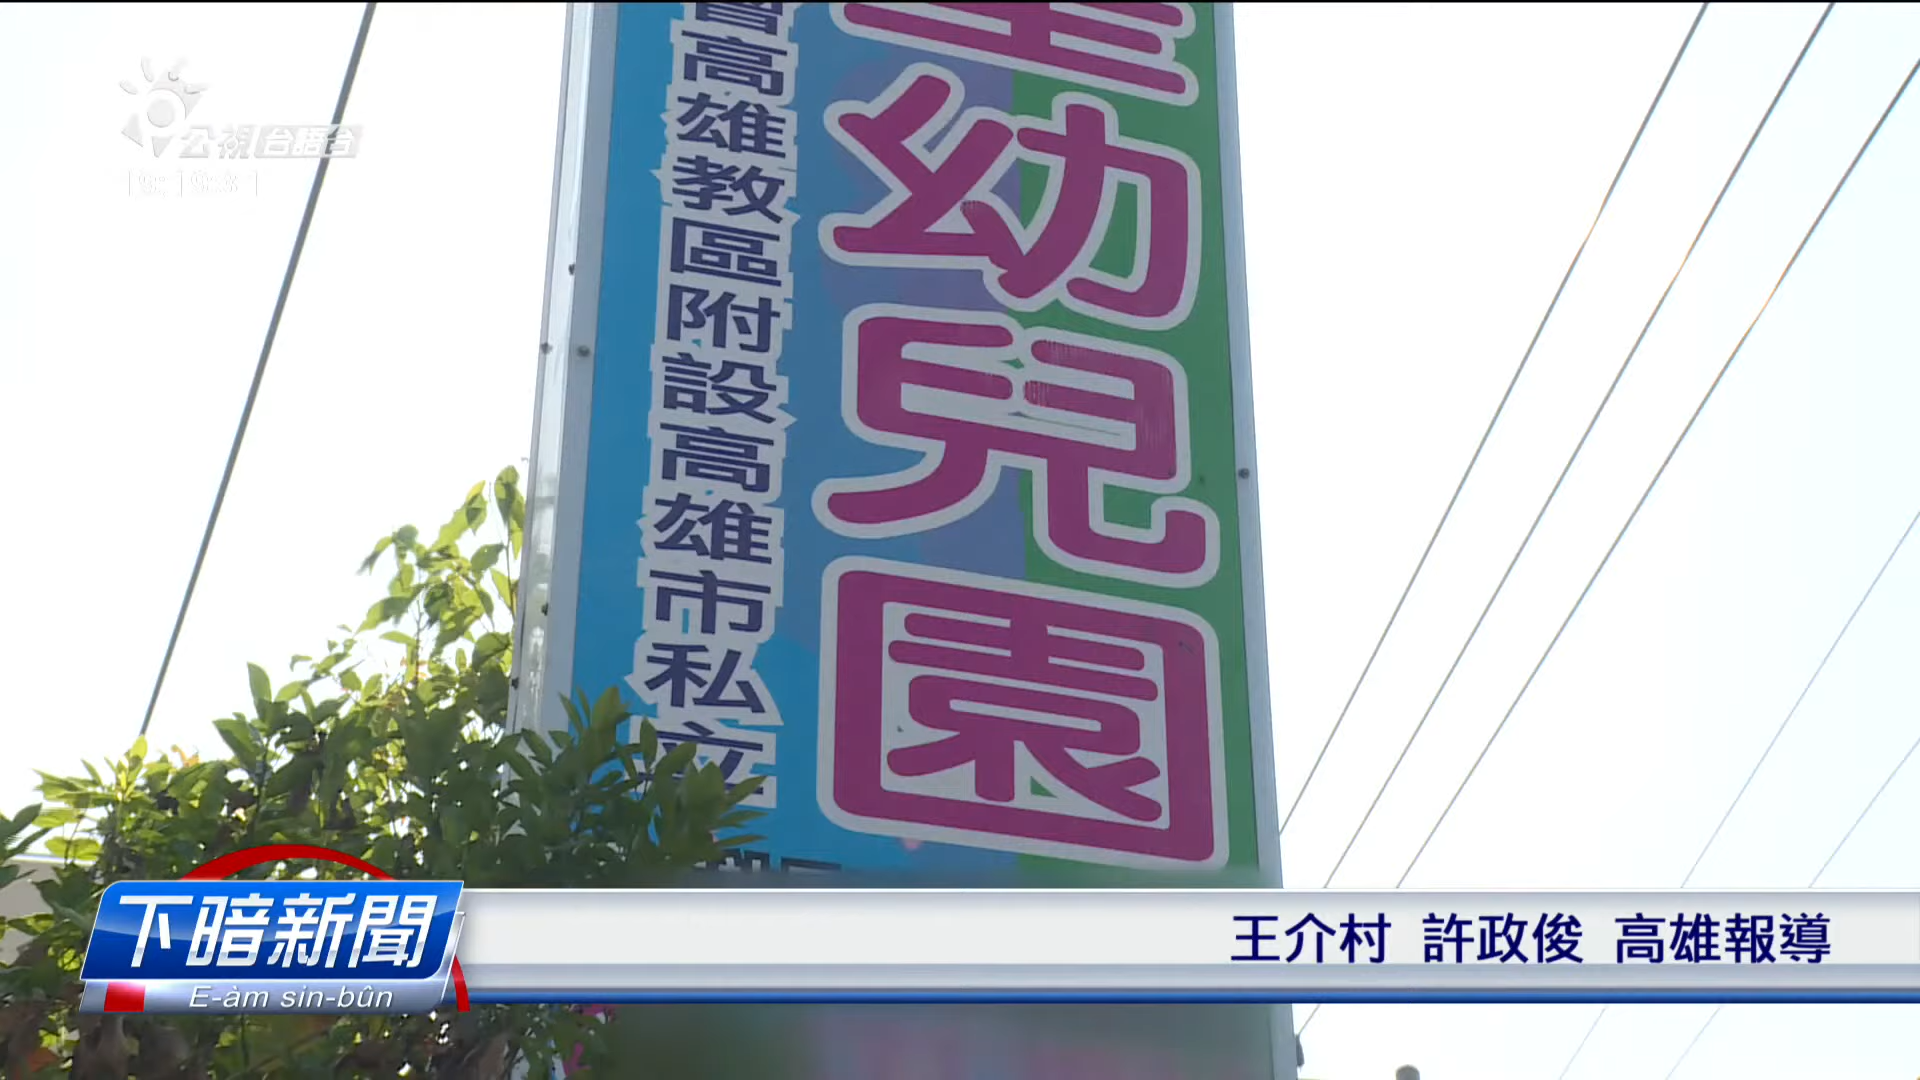 公視台語台
幼兒園
高雄教區附設高雄市私立
下暗新聞
E-àm sin-bûn
王介村 許政俊 高雄報導